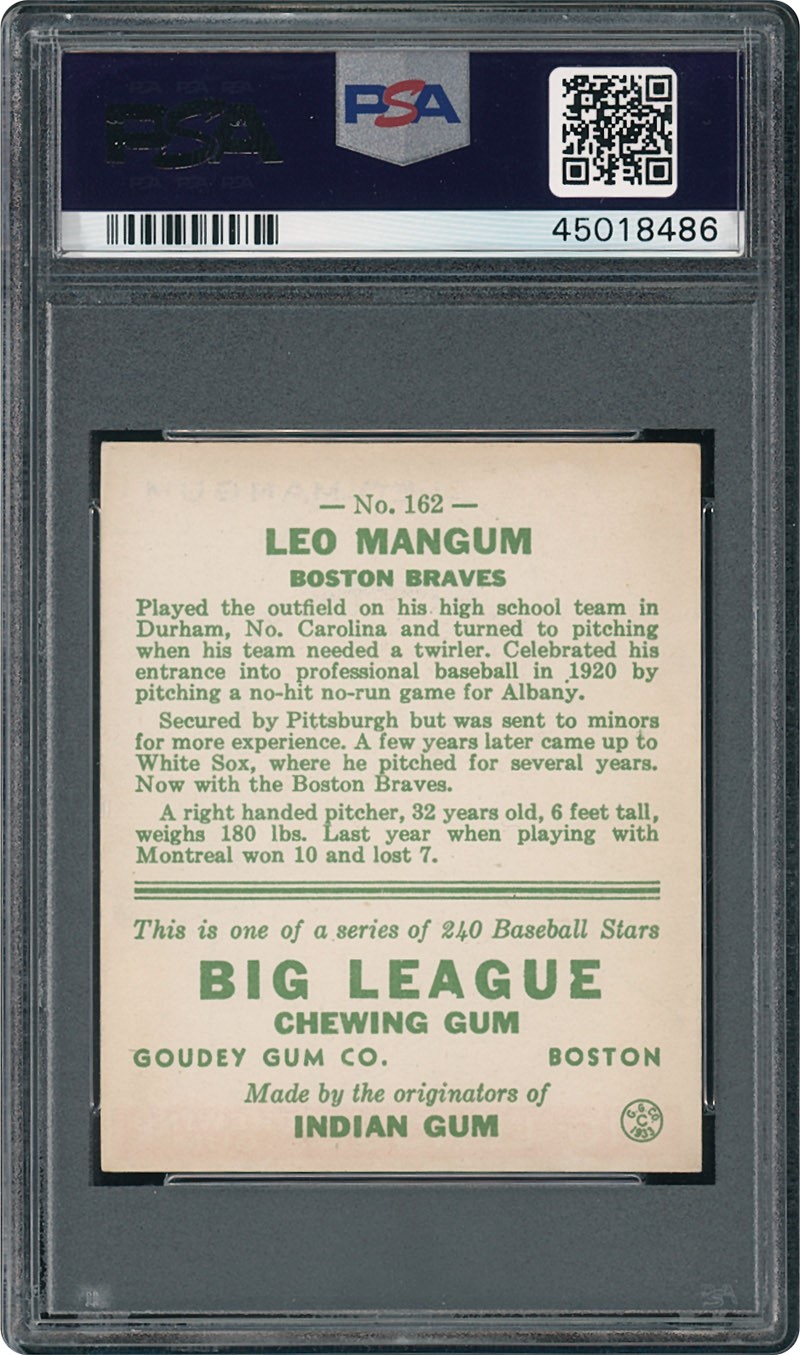 PSA
PSA
45018486
— No. 162 —
LEO MANGUM
BOSTON BRAVES
Played the outfield on his high school team in
Durham, No. Carolina and turned to pitching
when his team needed a twirler. Celebrated his
entrance into professional baseball in 1920 by
pitching a no-hit no-run game for Albany.
Secured by Pittsburgh but was sent to minors
for more experience. A few years later came up to
White Sox, where he pitched for several years.
Now with the Boston Braves.
A right handed pitcher, 32 years old, 6 feet tall,
weighs 180 lbs. Last year when playing with
Montreal won 10 and lost 7.
This is one of a series of 240 Baseball Stars
BIG LEAGUE
CHEWING GUM
GOUDEY GUM CO. BOSTON
Made by the originators of
INDIAN GUM
G.G.CO.
C
1933